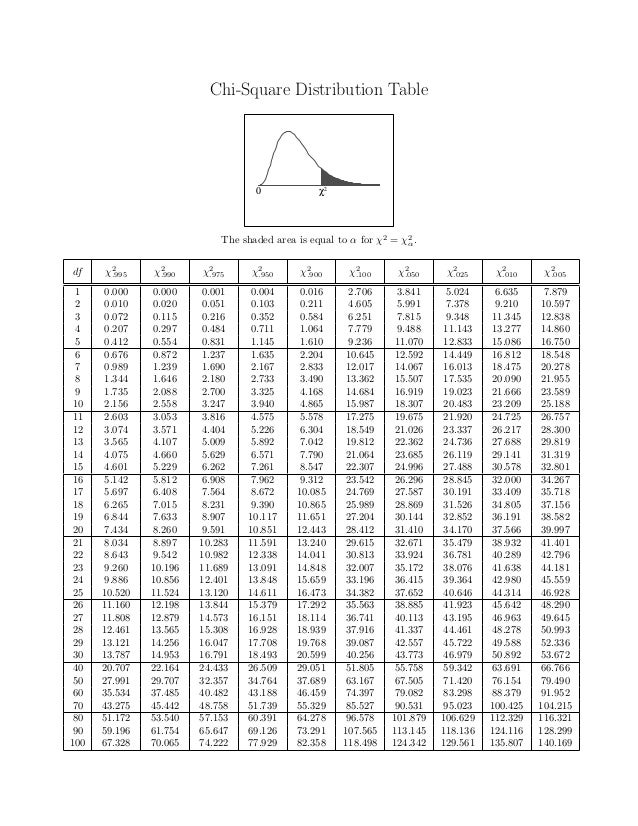 Chi-Square Distribution Table
0 χ²
The shaded area is equal to α for χ² = χ²α.
df χ².995 χ².990 χ².975 χ².950 χ².900 χ².100 χ².050 χ².025 χ².010 χ².005
1 0.000 0.000 0.001 0.004 0.016 2.706 3.841 5.024 6.635 7.879
2 0.010 0.020 0.051 0.103 0.211 4.605 5.991 7.378 9.210 10.597
3 0.072 0.115 0.216 0.352 0.584 6.251 7.815 9.348 11.345 12.838
4 0.207 0.297 0.484 0.711 1.064 7.779 9.488 11.143 13.277 14.860
5 0.412 0.554 0.831 1.145 1.610 9.236 11.070 12.833 15.086 16.750
6 0.676 0.872 1.237 1.635 2.204 10.645 12.592 14.449 16.812 18.548
7 0.989 1.239 1.690 2.167 2.833 12.017 14.067 16.013 18.475 20.278
8 1.344 1.646 2.180 2.733 3.490 13.362 15.507 17.535 20.090 21.955
9 1.735 2.088 2.700 3.325 4.168 14.684 16.919 19.023 21.666 23.589
10 2.156 2.558 3.247 3.940 4.865 15.987 18.307 20.483 23.209 25.188
11 2.603 3.053 3.816 4.575 5.578 17.275 19.675 21.920 24.725 26.757
12 3.074 3.571 4.404 5.226 6.304 18.549 21.026 23.337 26.217 28.300
13 3.565 4.107 5.009 5.892 7.042 19.812 22.362 24.736 27.688 29.819
14 4.075 4.660 5.629 6.571 7.790 21.064 23.685 26.119 29.141 31.319
15 4.601 5.229 6.262 7.261 8.547 22.307 24.996 27.488 30.578 32.801
16 5.142 5.812 6.908 7.962 9.312 23.542 26.296 28.845 32.000 34.267
17 5.697 6.408 7.564 8.672 10.085 24.769 27.587 30.191 33.409 35.718
18 6.265 7.015 8.231 9.390 10.865 25.989 28.869 31.526 34.805 37.156
19 6.844 7.633 8.907 10.117 11.651 27.204 30.144 32.852 36.191 38.582
20 7.434 8.260 9.591 10.851 12.443 28.412 31.410 34.170 37.566 39.997
21 8.034 8.897 10.283 11.591 13.240 29.615 32.671 35.479 38.932 41.401
22 8.643 9.542 10.982 12.338 14.041 30.813 33.924 36.781 40.289 42.796
23 9.260 10.196 11.689 13.091 14.848 32.007 35.172 38.076 41.638 44.181
24 9.886 10.856 12.401 13.848 15.659 33.196 36.415 39.364 42.980 45.559
25 10.520 11.524 13.120 14.611 16.473 34.382 37.652 40.646 44.314 46.928
26 11.160 12.198 13.844 15.379 17.292 35.563 38.885 41.923 45.642 48.290
27 11.808 12.879 14.573 16.151 18.114 36.741 40.113 43.195 46.963 49.645
28 12.461 13.565 15.308 16.928 18.939 37.916 41.337 44.461 48.278 50.993
29 13.121 14.256 16.047 17.708 19.768 39.087 42.557 45.722 49.588 52.336
30 13.787 14.953 16.791 18.493 20.599 40.256 43.773 46.979 50.892 53.672
40 20.707 22.164 24.433 26.509 29.051 51.805 55.758 59.342 63.691 66.766
50 27.991 29.707 32.357 34.764 37.689 63.167 67.505 71.420 76.154 79.490
60 35.534 37.485 40.482 43.188 46.459 74.397 79.082 83.298 88.379 91.952
70 43.275 45.442 48.758 51.739 55.329 85.527 90.531 95.023 100.425 104.215
80 51.172 53.540 57.153 60.391 64.278 96.578 101.879 106.629 112.329 116.321
90 59.196 61.754 65.647 69.126 73.291 107.565 113.145 118.136 124.116 128.299
100 67.328 70.065 74.222 77.929 82.358 118.498 124.342 129.561 135.807 140.169